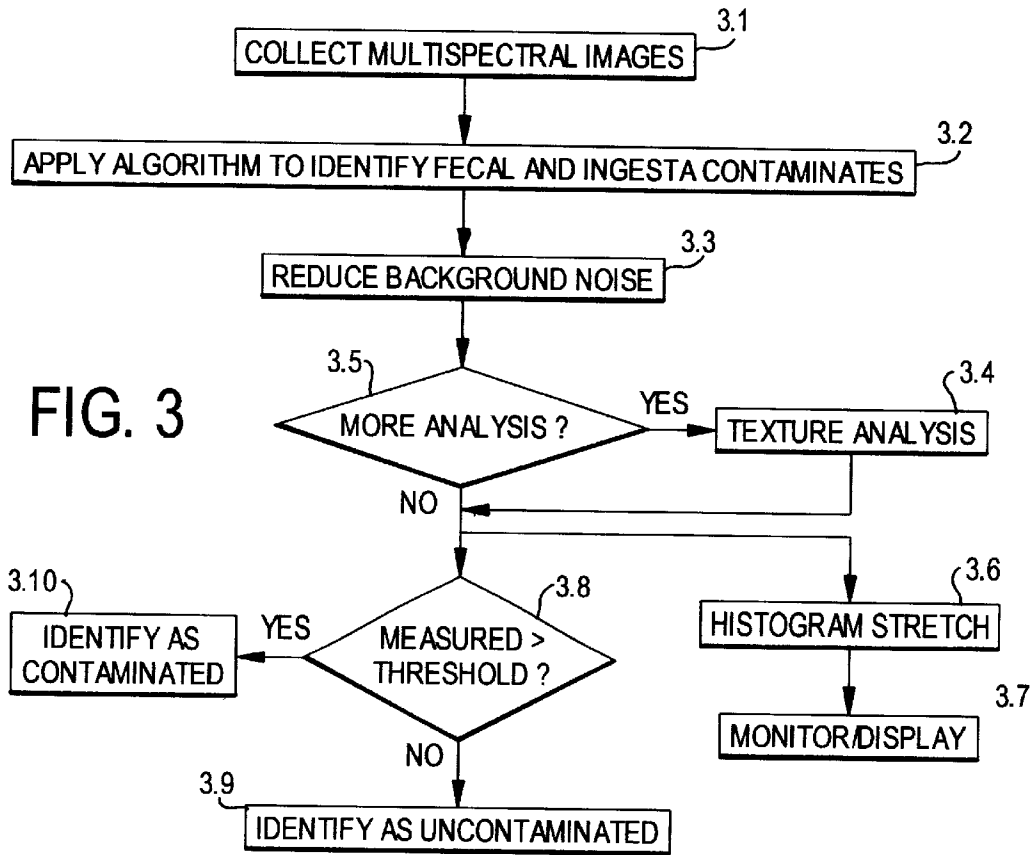 3.1
COLLECT MULTISPECTRAL IMAGES
3.2
APPLY ALGORITHM TO IDENTIFY FECAL AND INGESTA CONTAMINATES
3.3
REDUCE BACKGROUND NOISE
FIG. 3
3.5
MORE ANALYSIS ?
YES
3.4
TEXTURE ANALYSIS
NO
3.10
IDENTIFY AS
CONTAMINATED
YES
3.8
MEASURED >
THRESHOLD ?
3.6
HISTOGRAM STRETCH
3.7
MONITOR/DISPLAY
NO
3.9
IDENTIFY AS UNCONTAMINATED